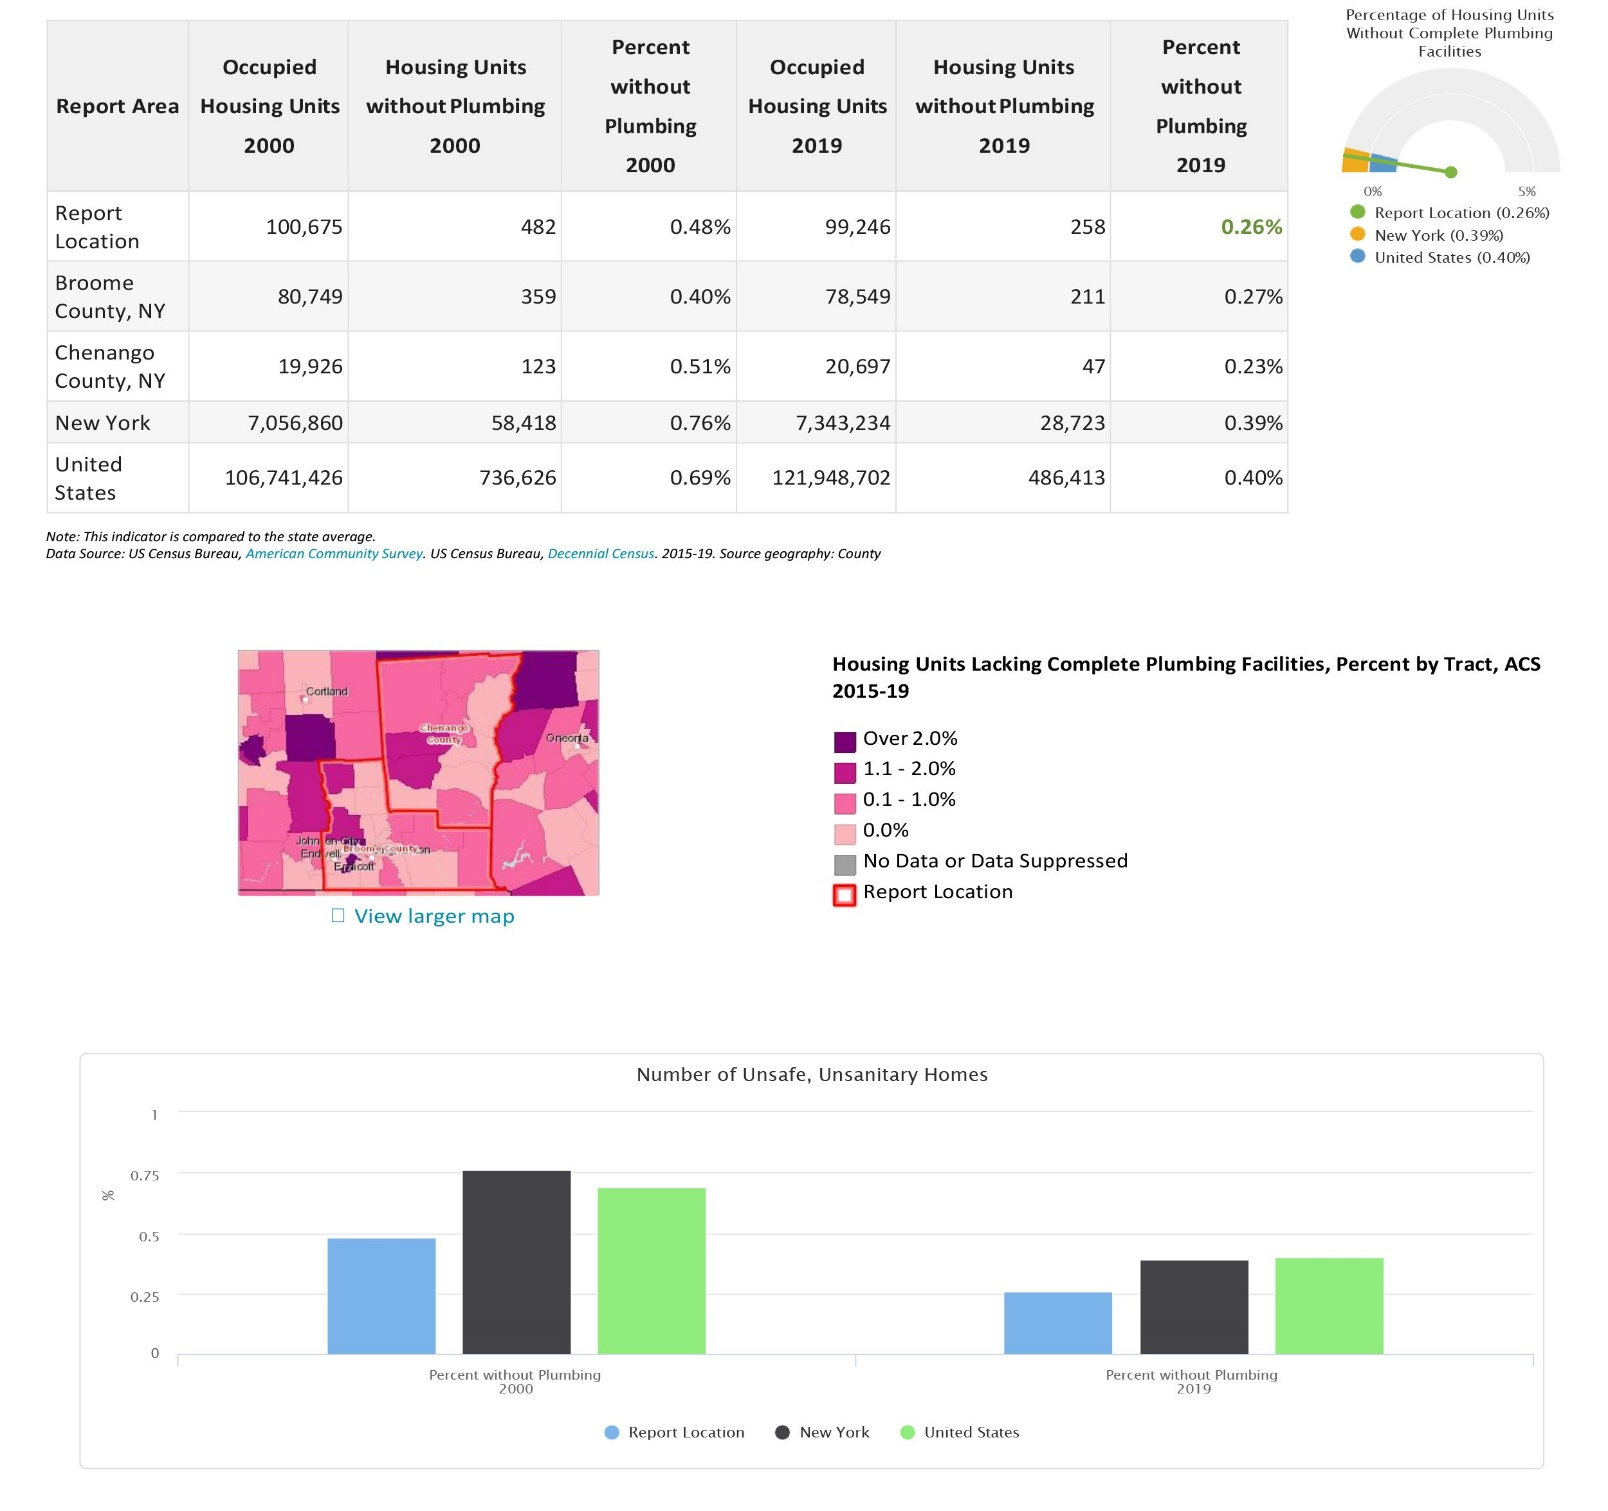 Report Area
Occupied
Housing Units
2000
Housing Units
without Plumbing
2000
Percent
without
Plumbing
2000
Occupied
Housing Units
2019
Housing Units
without Plumbing
2019
Percent
without
Plumbing
2019
Report
Location
100,675
482
0.48%
99,246
258
0.26%
Broome
County, NY
80,749
359
0.40%
78,549
211
0.27%
Chenango
County, NY
19,926
123
0.51%
20,697
47
0.23%
New York
7,056,860
58,418
0.76%
7,343,234
28,723
0.39%
United
States
106,741,426
736,626
0.69%
121,948,702
486,413
0.40%
Percentage of Housing Units
Without Complete Plumbing
Facilities
0%
5%
Report Location (0.26%)
New York (0.39%)
United States (0.40%)
Note: This indicator is compared to the state average.
Data Source: US Census Bureau, American Community Survey. US Census Bureau, Decennial Census. 2015-19. Source geography: County
Cortland
Chenango
County
Oneonta
Broome County
View larger map
Housing Units Lacking Complete Plumbing Facilities, Percent by Tract, ACS
2015-19
Over 2.0%
1.1 - 2.0%
0.1 - 1.0%
0.0%
No Data or Data Suppressed
Report Location
Number of Unsafe, Unsanitary Homes
1
0.75
0.5
0.25
0
%
Percent without Plumbing
2000
Percent without Plumbing
2019
Report Location
New York
United States